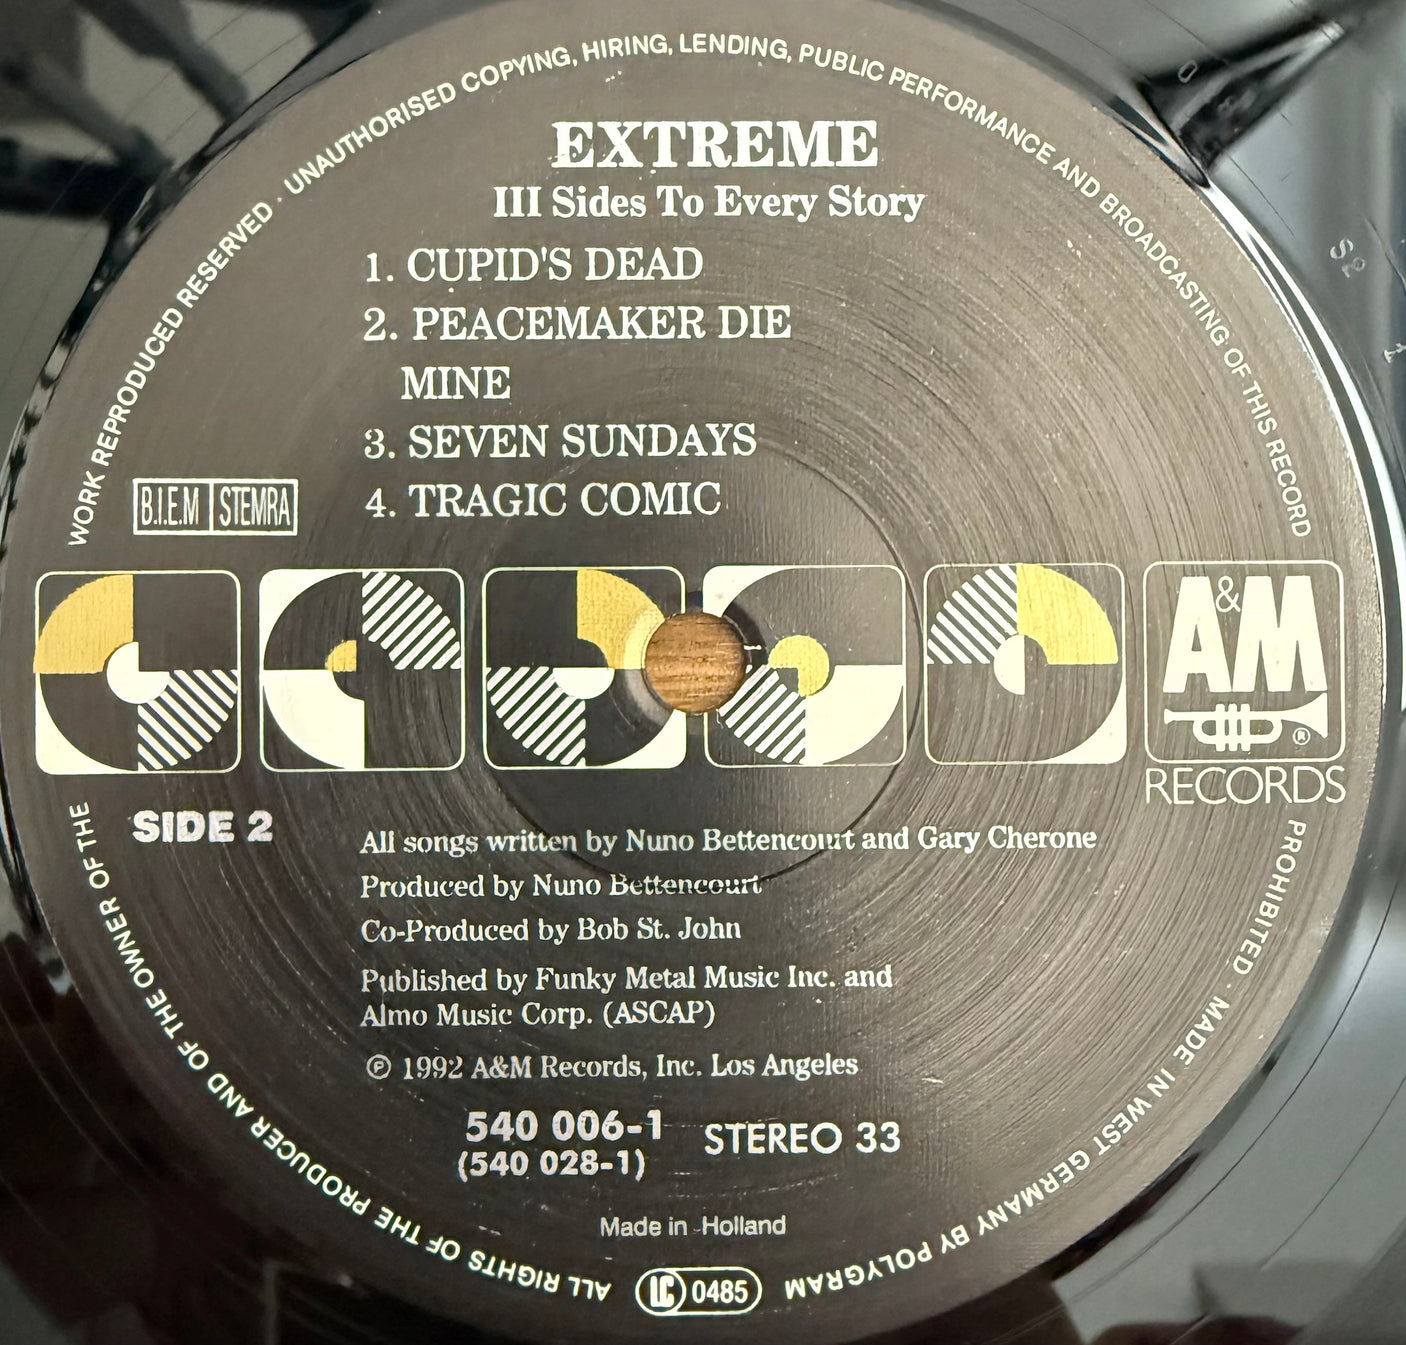 WORK REPRODUCED RESERVED · UNAUTHORISED COPYING, HIRING, LENDING, PUBLIC PERFORMANCE AND BROADCASTING OF THIS RECORD
EXTREME
III Sides To Every Story
1. CUPID'S DEAD
2. PEACEMAKER DIE
MINE
3. SEVEN SUNDAYS
4. TRAGIC COMIC
B.I.E.M STEMRA
A&M
®
RECORDS
SIDE 2
All songs written by Nuno Bettencourt and Gary Cherone
Produced by Nuno Bettencourt
Co-Produced by Bob St. John
Published by Funky Metal Music Inc. and
Almo Music Corp. (ASCAP)
℗ 1992 A&M Records, Inc. Los Angeles
540 006-1
(540 028-1)
STEREO 33
Made in Holland
LC 0485
PROHIBITED · MADE IN WEST GERMANY BY POLYGRAM
ALL RIGHTS OF THE PRODUCER AND OF THE OWNER OF THE